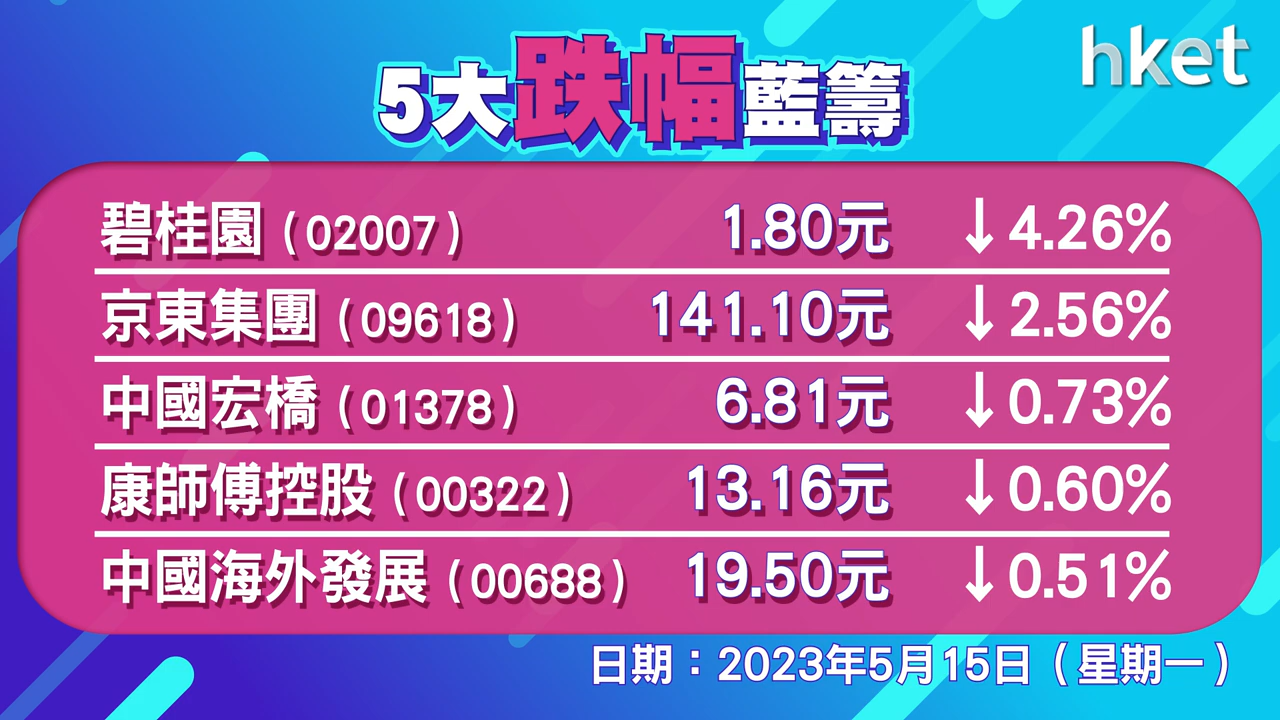 hket
5大跌幅藍籌
碧桂園（02007） 1.80元 ↓4.26%
京東集團（09618） 141.10元 ↓2.56%
中國宏橋（01378） 6.81元 ↓0.73%
康師傅控股（00322） 13.16元 ↓0.60%
中國海外發展（00688） 19.50元 ↓0.51%
日期：2023年5月15日（星期一）